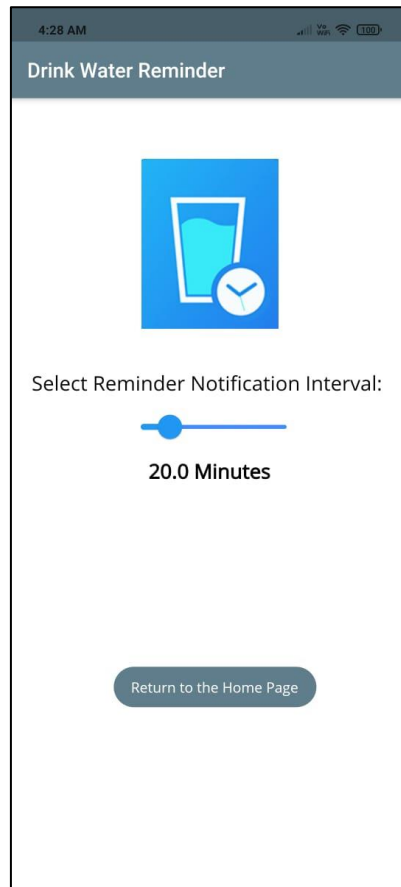 4:28 AM
Vo
WiFi
100
Drink Water Reminder
Select Reminder Notification Interval:
20.0 Minutes
Return to the Home Page